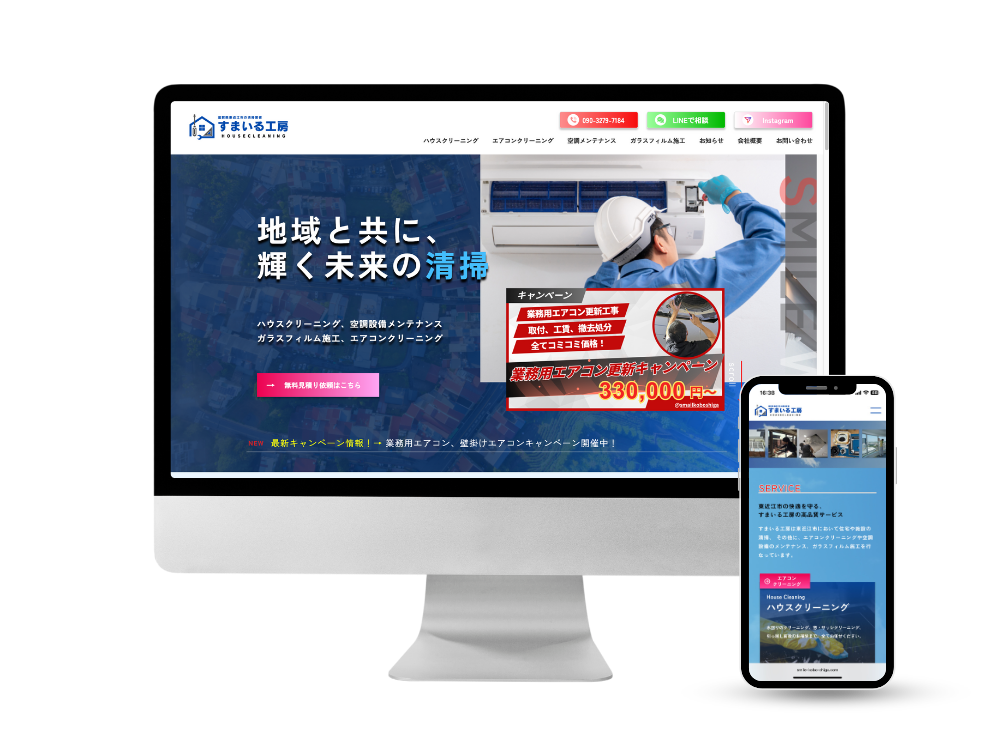 すまいる工房
HOUSECLEANING
090-3279-7184
LINEで相談
Instagram
ハウスクリーニング エアコンクリーニング 空調メンテナンス ガラスフィルム施工 お知らせ 会社概要 お問い合わせ
地域と共に、
輝く未来の清掃
ハウスクリーニング、空調設備メンテナンス
ガラスフィルム施工、エアコンクリーニング
→ 無料見積り依頼はこちら
SMILE
scroll
キャンペーン
業務用エアコン更新工事
取付、工賃、撤去処分
全てコミコミ価格！
業務用エアコン更新キャンペーン
330,000円〜
@smailkoboshiga
NEW 最新キャンペーン情報！→ 業務用エアコン、壁掛けエアコンキャンペーン開催中！
16:38
すまいる工房
HOUSECLEANING
SERVICE
東近江市の快適を守る、
すまいる工房の高品質サービス
すまいる工房は東近江市において住宅や施設の
清掃、その他に、エアコンクリーニングや空調
設備のメンテナンス、ガラスフィルム施工を行
なっています。
エアコン
クリーニング
House Cleaning
ハウスクリーニング